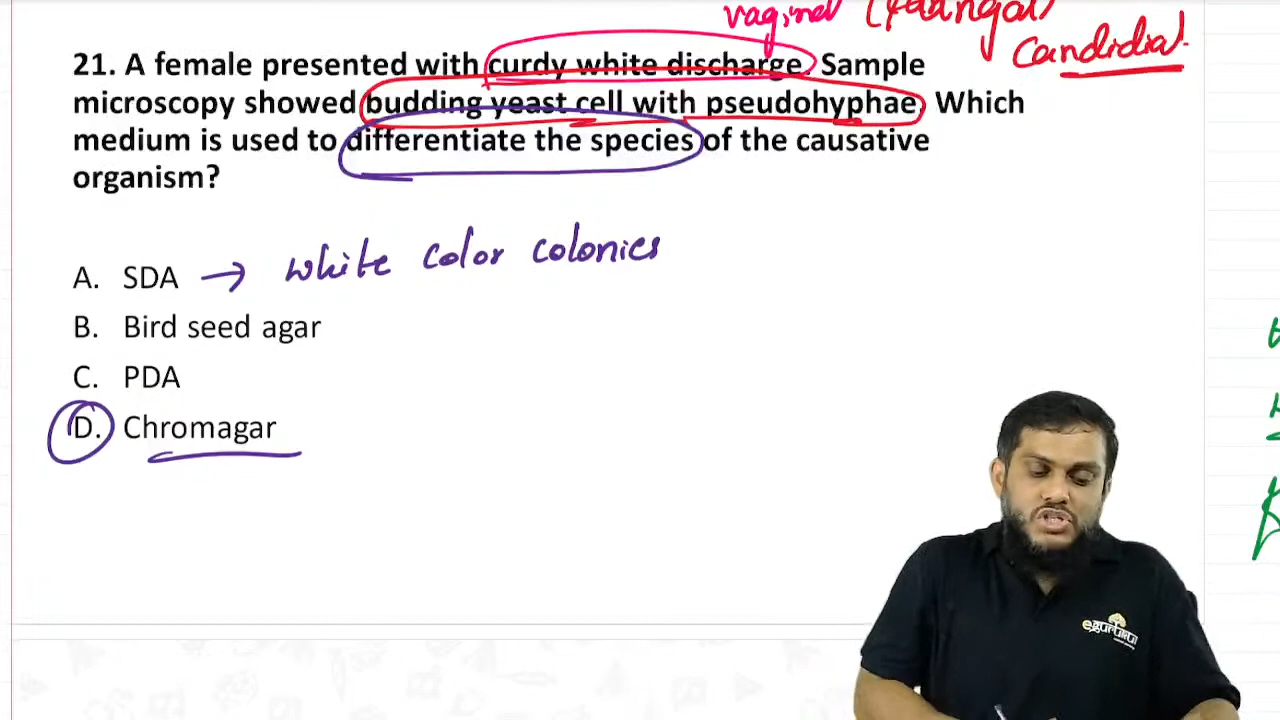 vaginal (
Candidial.
21. A female presented with curdy white discharge. Sample
microscopy showed budding yeast cell with pseudohyphae. Which
medium is used to differentiate the species of the causative
organism?
A. SDA → white color colonies
B. Bird seed agar
C. PDA
D. Chromagar
eGurukul